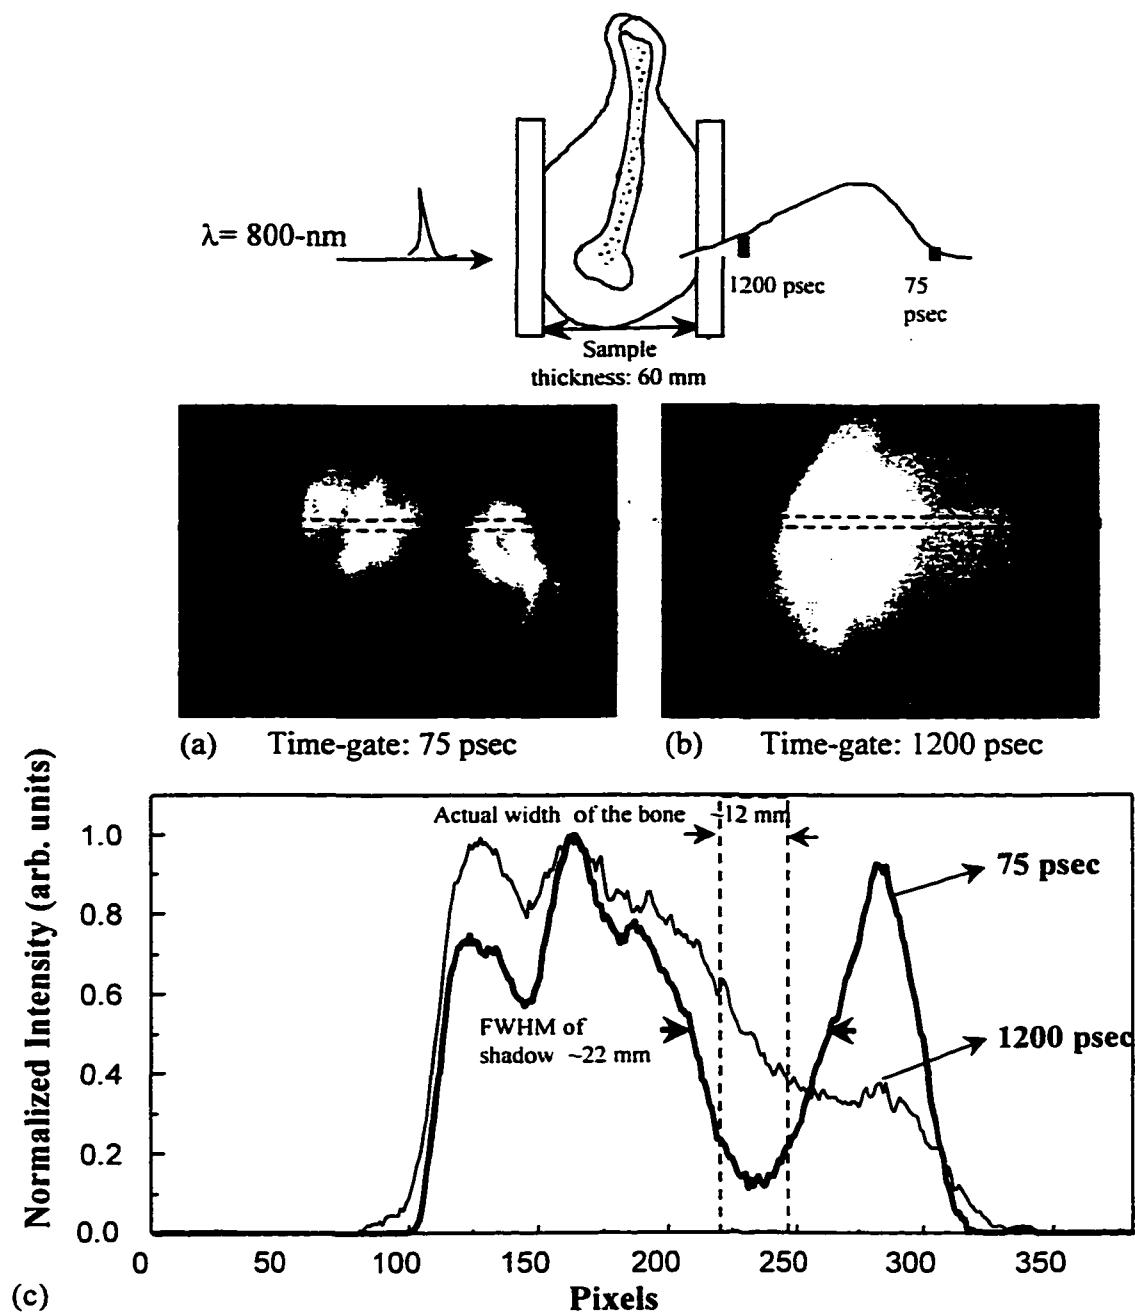 λ= 800-nm
1200 psec
75
psec
Sample
thickness: 60 mm
(a) Time-gate: 75 psec
(b) Time-gate: 1200 psec
Normalized Intensity (arb. units)
Actual width of the bone ~12 mm
1.0
0.8
0.6
0.4
0.2
0.0
75 psec
FWHM of
shadow ~22 mm
1200 psec
0 50 100 150 200 250 300 350
Pixels
(c)